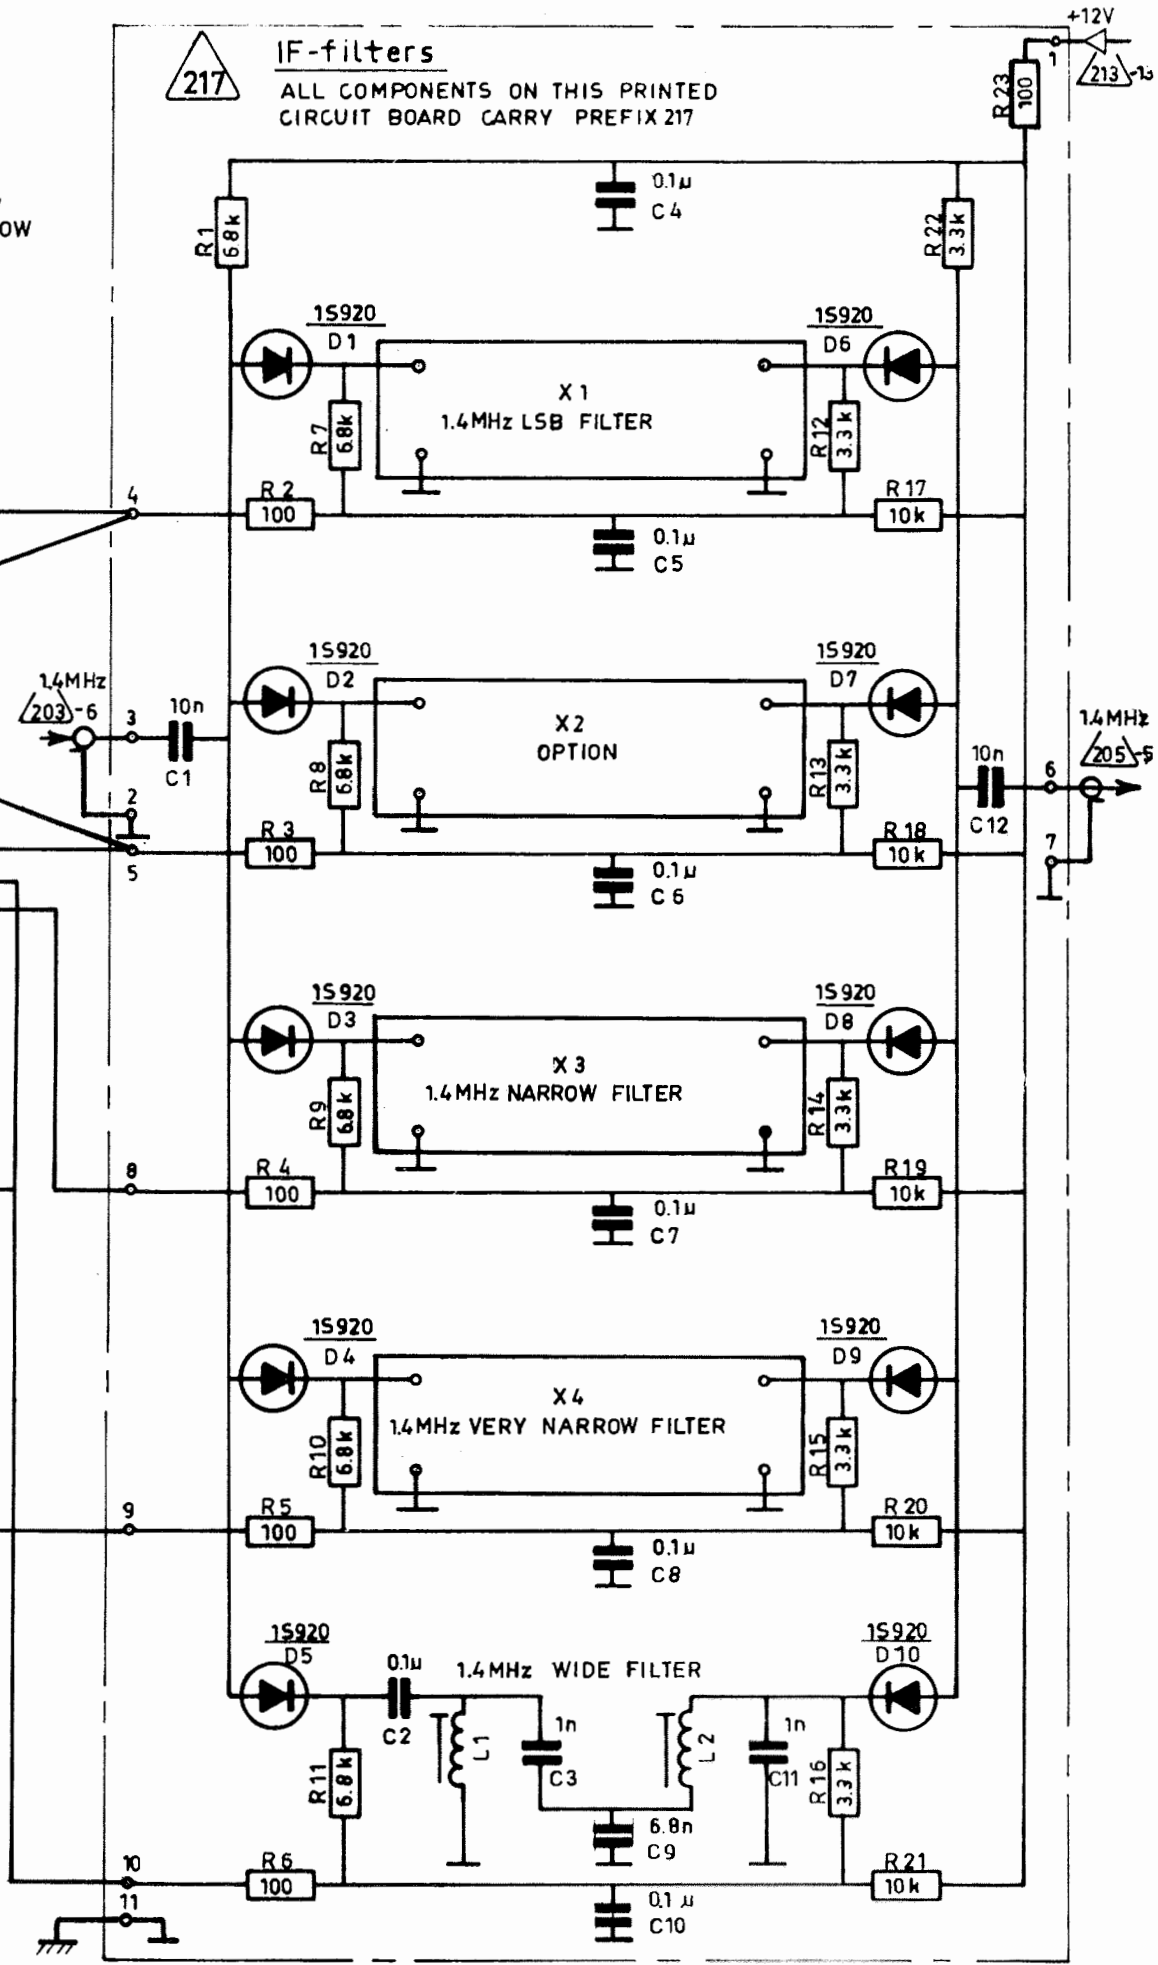 +12V
1
213 -13
217
IF-filters
ALL COMPONENTS ON THIS PRINTED
CIRCUIT BOARD CARRY PREFIX 217
R 23
100
OW
0.1µ
C4
R1
6.8k
R22
3.3k
1S920
D1
1S920
D6
X1
1.4MHz LSB FILTER
R7
6.8k
R12
3.3k
4
R2
100
R17
10k
0.1µ
C5
1S920
D2
1S920
D7
1.4MHz
203 -6
3
10n
C1
X2
OPTION
R8
6.8k
R13
3.3k
1.4MHz
205 -5
10n
C12
6
2
7
5
R3
100
R18
10k
0.1µ
C6
1S920
D3
1S920
D8
X3
1.4MHz NARROW FILTER
R9
6.8k
R14
3.3k
8
R4
100
R19
10k
0.1µ
C7
1S920
D4
1S920
D9
X4
1.4MHz VERY NARROW FILTER
R10
6.8k
R15
3.3k
9
R5
100
R20
10k
0.1µ
C8
1S920
D5
0.1µ
C2
1.4MHz WIDE FILTER
1S920
D10
L1
1n
C3
L2
1n
C11
R11
6.8k
R16
3.3k
6.8n
C9
10
R6
100
R21
10k
11
0.1µ
C10